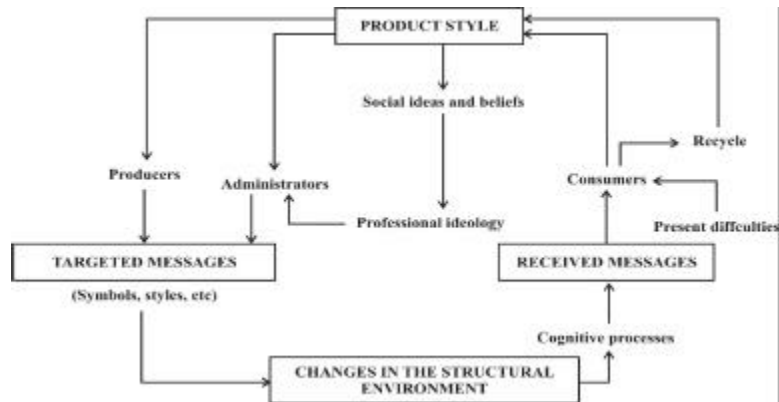 PRODUCT STYLE
Social ideas and beliefs
Recycle
Producers
Administrators
Consumers
Professional ideology
Present diffculties
TARGETED MESSAGES
RECEIVED MESSAGES
(Symbols, styles, etc)
Cognitive processes
CHANGES IN THE STRUCTURAL
ENVIRONMENT